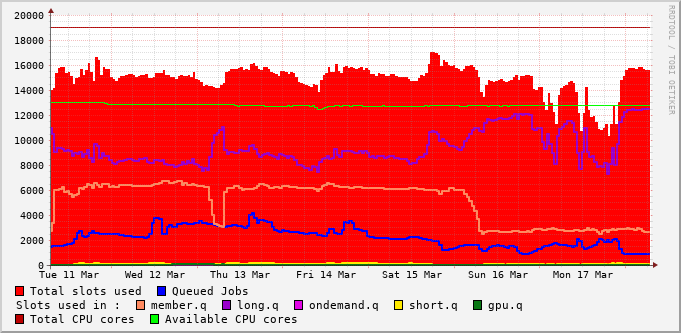 20000
18000
16000
14000
12000
10000
8000
6000
4000
2000
0
Tue 11 Mar Wed 12 Mar Thu 13 Mar Fri 14 Mar Sat 15 Mar Sun 16 Mar Mon 17 Mar
Total slots used Queued Jobs
Slots used in : member.q long.q ondemand.q short.q gpu.q
Total CPU cores Available CPU cores
RRDTOOL / TOBI OETIKER